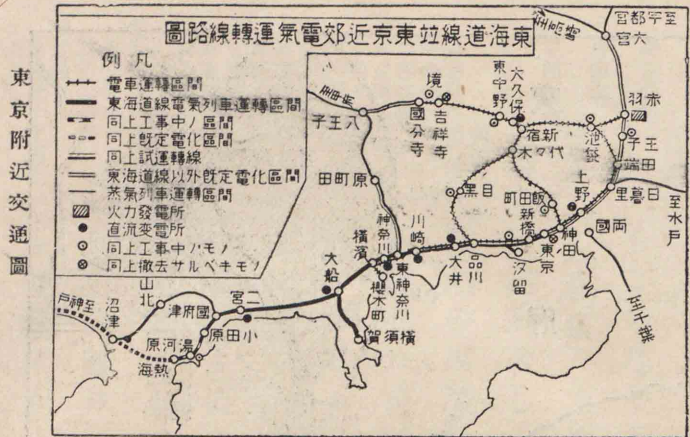 東京附近交通圖
圖路線轉運氣電郊近京東竝線道海東
例凡
電車運轉區間
東海道線電氣列車運轉區間
同上工事中ノ區間
同上既定電化區間
同上試運轉線
東海道線以外既定電化區間
蒸氣列車運轉區間
火力發電所
直流變電所
同上工事中ハモノ
同上撤去サルベキモノ
至高崎
至宇都宮
大宮
赤羽
王子
田端
日暮里
至水戸
上野
池袋
新宿
代々木
大久保
東中野
吉祥寺
境
國分寺
八王子
至甲府
原町田
目黒
飯田町
新橋
神田
東京
兩國
至千葉
汐留
品川
大井
川崎
東神奈川
神奈川
橫濱
櫻木町
大船
橫須賀
二宮
國府津
小田原
湯河原
熱海
山北
沼津
至神戸